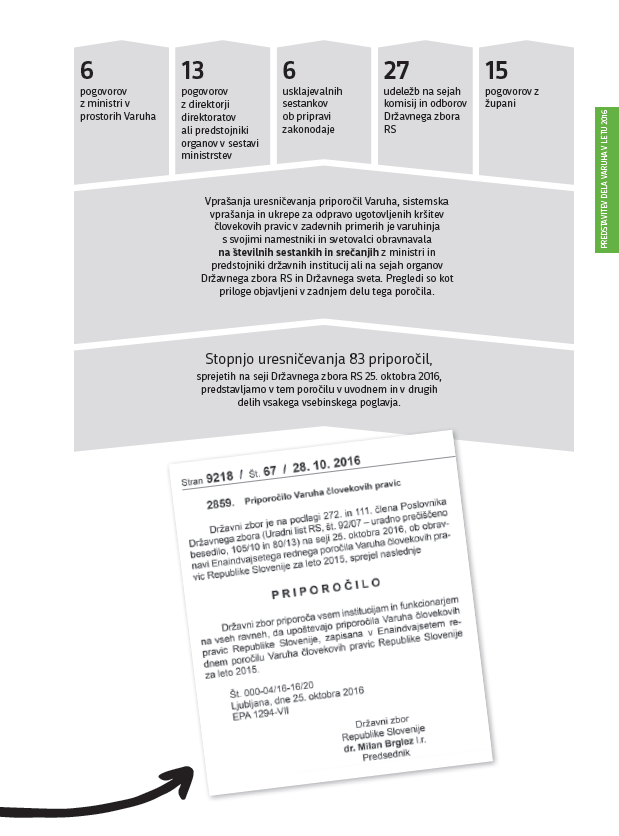 6
pogovorov
z ministri v
prostorih Varuha
13
pogovorov
z direktorji
direktoratov
ali predstojniki
organov v sestavi
ministrstev
6
usklajevalnih
sestankov
ob pripravi
zakonodaje
27
udeležb na sejah
komisij in odborov
Državnega zbora
RS
15
pogovorov z
župani
PREDSTAVITEV DELA VARUHA V LETU 2016
Vprašanja uresničevanja priporočil Varuha, sistemska
vprašanja in ukrepe za odpravo ugotovljenih kršitev
človekovih pravic v zadevnih primerih je varuhinja
s svojimi namestniki in svetovalci obravnavala
na številnih sestankih in srečanjih z ministri in
predstojniki državnih institucij ali na sejah organov
Državnega zbora RS in Državnega sveta. Pregledi so kot
priloge objavljeni v zadnjem delu tega poročila.
Stopnjo uresničevanja 83 priporočil,
sprejetih na seji Državnega zbora RS 25. oktobra 2016,
predstavljamo v tem poročilu v uvodnem in v drugih
delih vsakega vsebinskega poglavja.
Stran 9218 / Št. 67 / 28. 10. 2016
2859. Priporočilo Varuha človekovih pravic
Državni zbor je na podlagi 272. in 111. člena Poslovnika
Državnega zbora (Uradni list RS, št. 92/07 – uradno prečiščeno
besedilo, 105/10 in 80/13) na seji 25. oktobra 2016, ob obrav-
navi Enaindvajsetega rednega poročila Varuha človekovih pra-
vic Republike Slovenije za leto 2015, sprejel naslednje
PRIPOROČILO
Državni zbor priporoča vsem institucijam in funkcionarjem
na vseh ravneh, da upoštevajo priporočila Varuha človekovih
pravic Republike Slovenije, zapisana v Enaindvajsetem re-
dnem poročilu Varuha človekovih pravic Republike Slovenije
za leto 2015.
Št. 000-04/16-16/20
Ljubljana, dne 25. oktobra 2016
EPA 1294-VII
Državni zbor
Republike Slovenije
dr. Milan Brglez l.r.
Predsednik